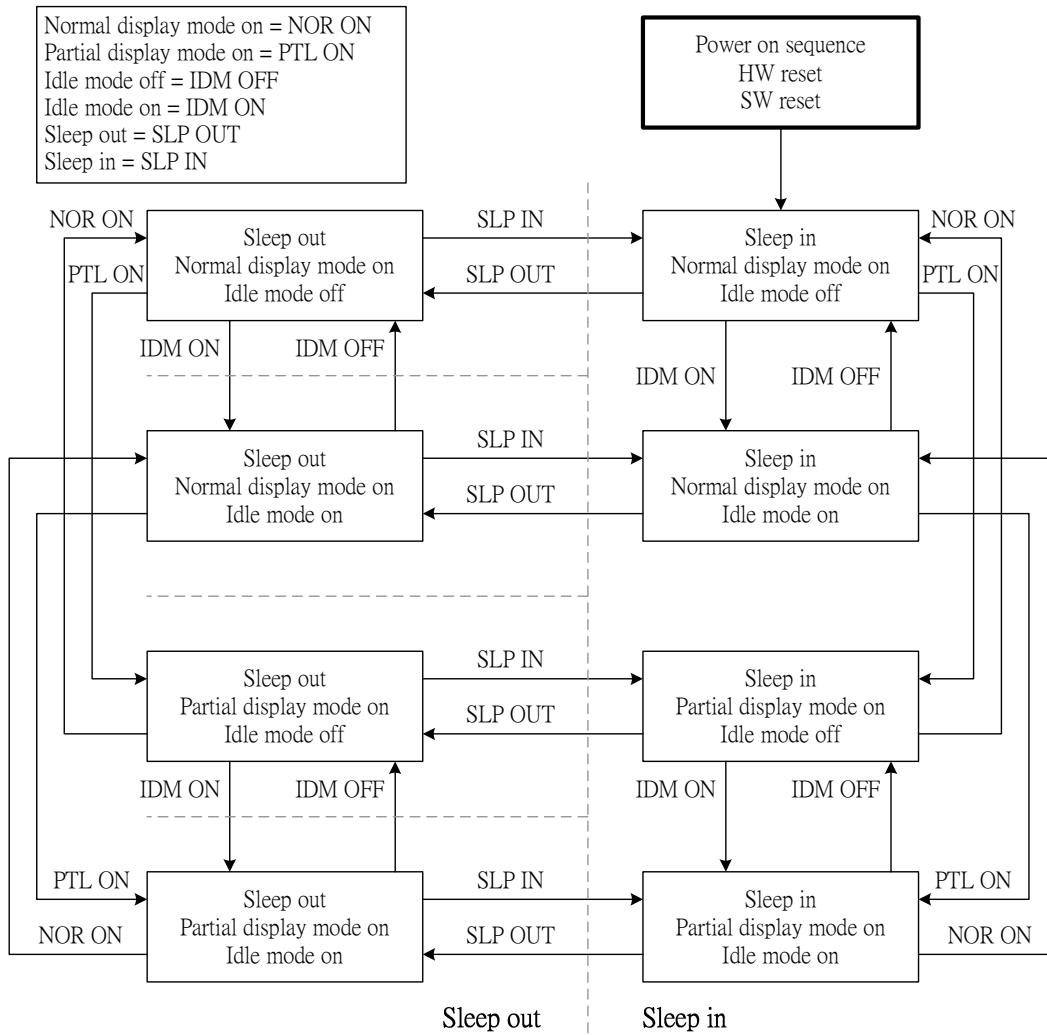 Normal display mode on = NOR ON
Partial display mode on = PTL ON
Idle mode off = IDM OFF
Idle mode on = IDM ON
Sleep out = SLP OUT
Sleep in = SLP IN
Power on sequence
HW reset
SW reset
NOR ON
PTL ON
Sleep out
Normal display mode on
Idle mode off
SLP IN
SLP OUT
Sleep in
Normal display mode on
Idle mode off
NOR ON
PTL ON
IDM ON
IDM OFF
IDM ON
IDM OFF
Sleep out
Normal display mode on
Idle mode on
SLP IN
SLP OUT
Sleep in
Normal display mode on
Idle mode on
Sleep out
Partial display mode on
Idle mode off
SLP IN
SLP OUT
Sleep in
Partial display mode on
Idle mode off
IDM ON
IDM OFF
IDM ON
IDM OFF
PTL ON
NOR ON
Sleep out
Partial display mode on
Idle mode on
SLP IN
SLP OUT
Sleep in
Partial display mode on
Idle mode on
PTL ON
NOR ON
Sleep out
Sleep in